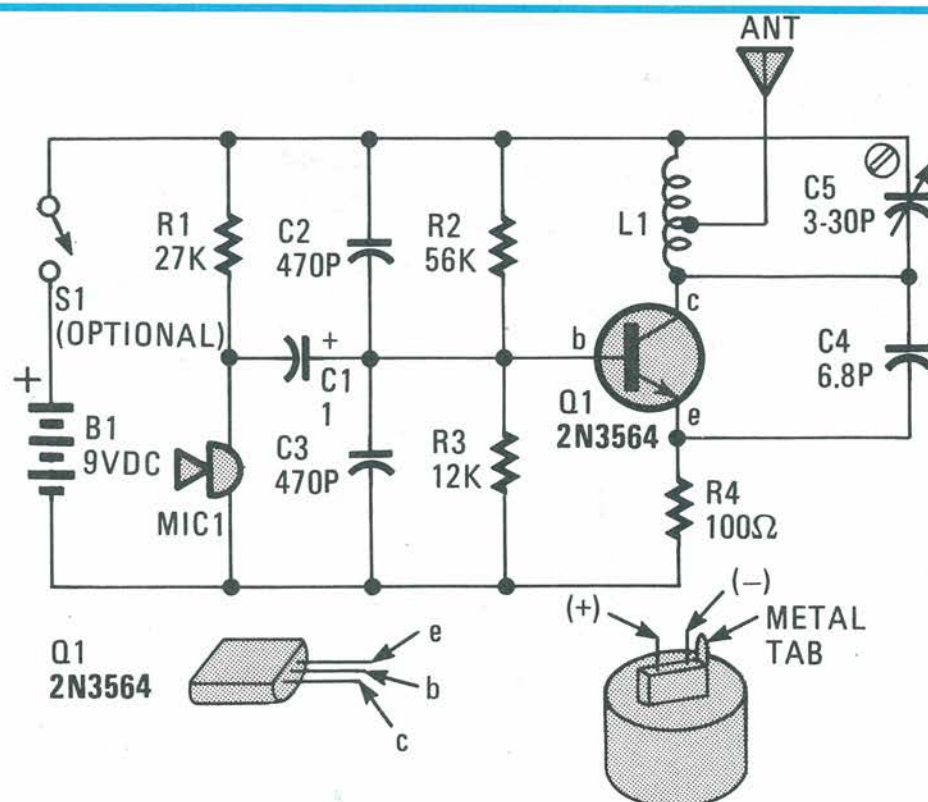 ANT
R1
27K
C2
470P
R2
56K
L1
C5
3-30P
S1
(OPTIONAL)
+
C1
1
b
c
e
Q1
2N3564
C4
6.8P
+
B1
9VDC
MIC1
C3
470P
R3
12K
R4
100Ω
Q1
2N3564
e
b
c
(+)
(−)
METAL
TAB